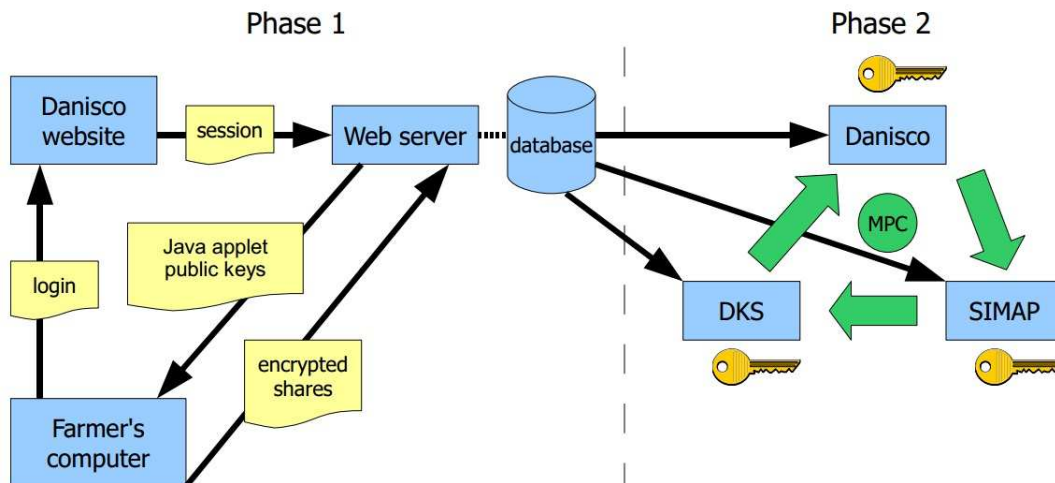 Phase 1
Phase 2
Danisco
website
session
Web server
database
Danisco
MPC
Java applet
public keys
login
DKS
SIMAP
encrypted
shares
Farmer's
computer